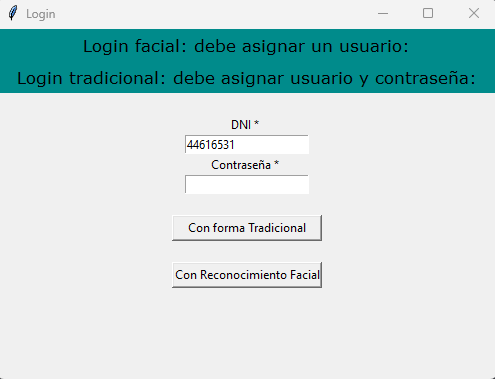 Login
Login facial: debe asignar un usuario:
Login tradicional: debe asignar usuario y contraseña:
DNI *
44616531
Contraseña *
Con forma Tradicional
Con Reconocimiento Facial